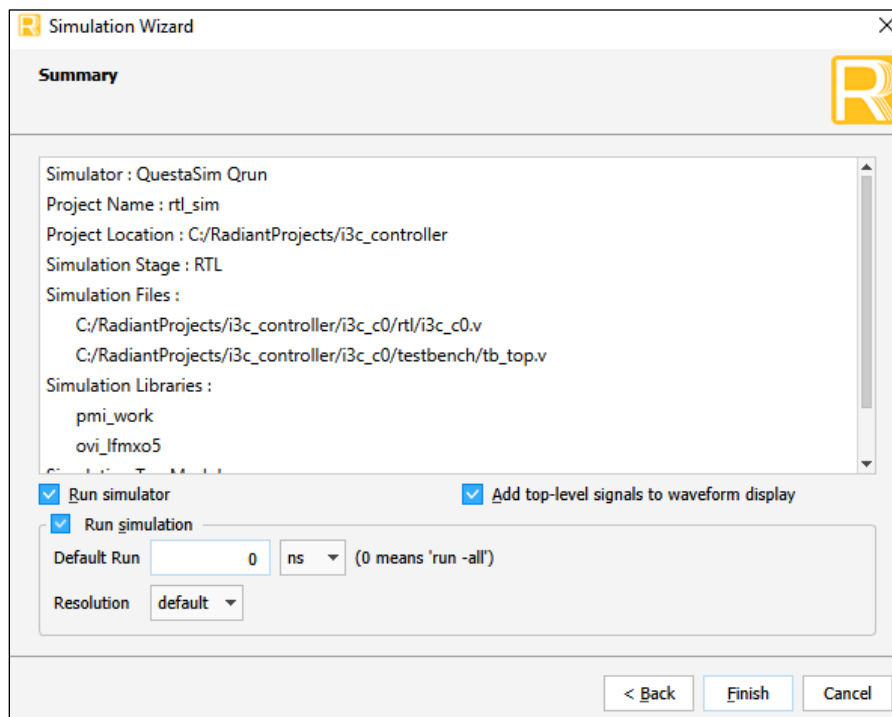 Simulation Wizard
Summary
Simulator : QuestaSim Qrun
Project Name : rtl_sim
Project Location : C:/RadiantProjects/i3c_controller
Simulation Stage : RTL
Simulation Files :
C:/RadiantProjects/i3c_controller/i3c_c0/rtl/i3c_c0.v
C:/RadiantProjects/i3c_controller/i3c_c0/testbench/tb_top.v
Simulation Libraries :
pmi_work
ovi_lfmxo5
Run simulator Add top-level signals to waveform display
Run simulation
Default Run 0 ns (0 means 'run -all')
Resolution default
< Back Finish Cancel